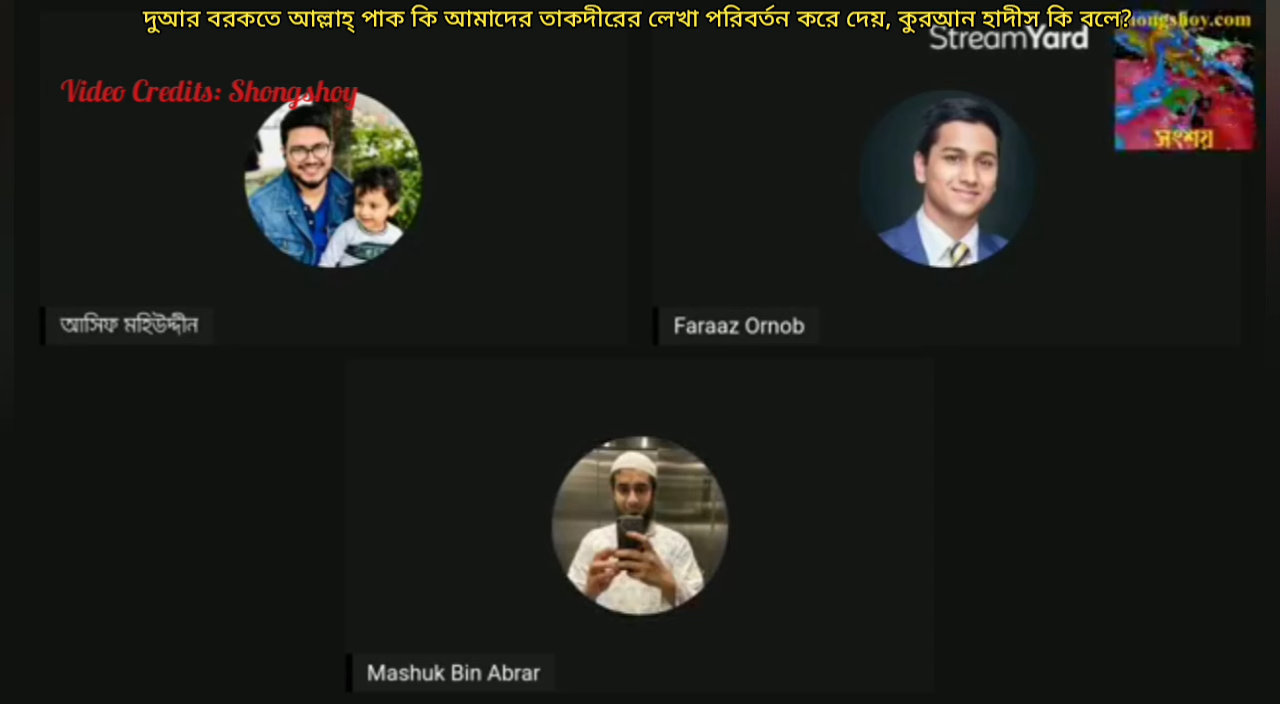 দুআর বরকতে আল্লাহ্ পাক কি আমাদের তাকদীরের লেখা পরিবর্তন করে দেয়, কুরআন হাদীস কি বলে?
ongshoy.com
StreamYard
Video Credits: Shongshoy
সংশয়
আসিফ মহিউদ্দীন
Faraaz Ornob
Mashuk Bin Abrar